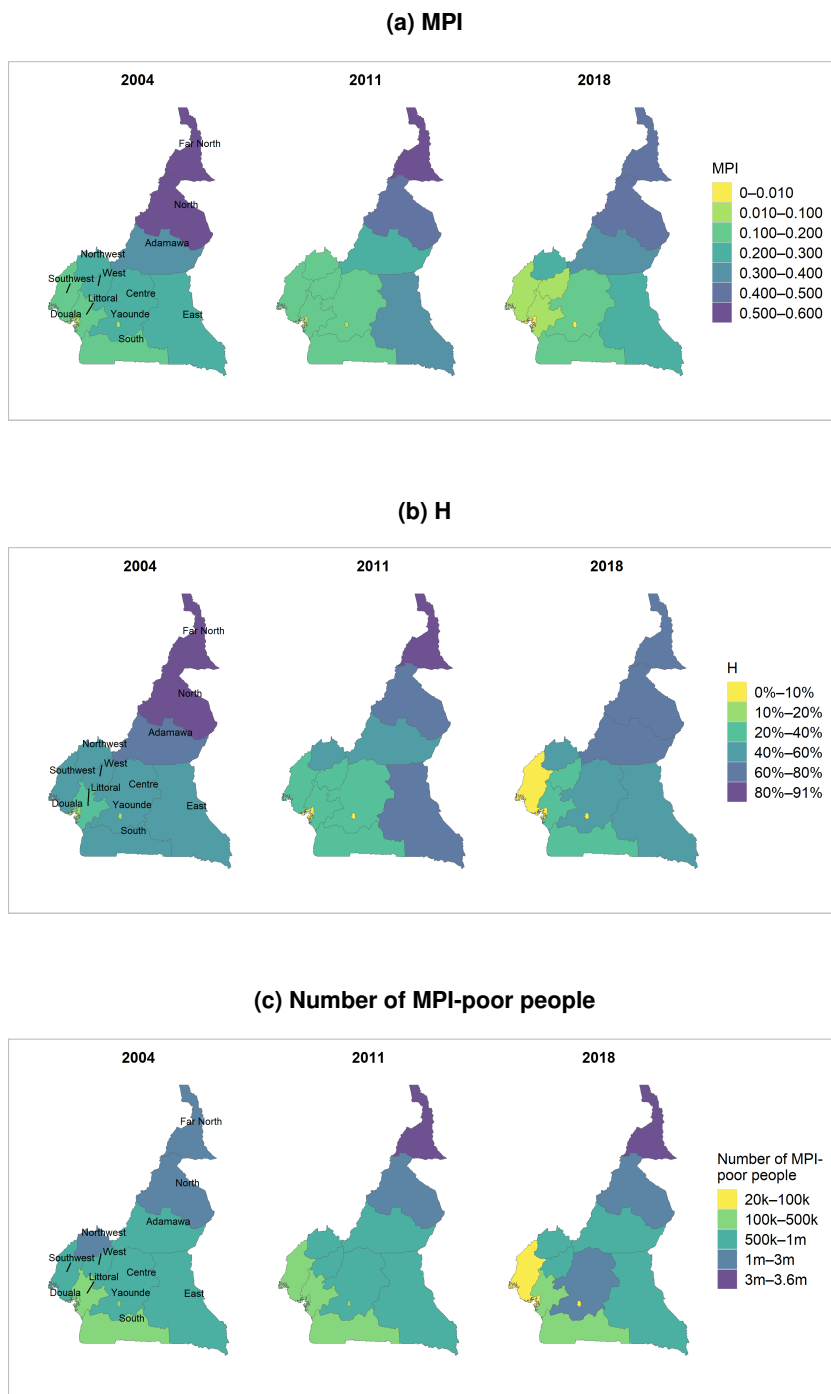 (a) MPI
2004 2011 2018
Far North
North
Adamawa
Northwest
West
Southwest
Littoral
Centre
Douala
Yaounde
East
South
MPI
0–0.010
0.010–0.100
0.100–0.200
0.200–0.300
0.300–0.400
0.400–0.500
0.500–0.600
(b) H
2004 2011 2018
Far North
North
Adamawa
Northwest
West
Southwest
Littoral
Centre
Douala
Yaounde
East
South
H
0%–10%
10%–20%
20%–40%
40%–60%
60%–80%
80%–91%
(c) Number of MPI-poor people
2004 2011 2018
Far North
North
Adamawa
Northwest
West
Southwest
Littoral
Centre
Douala
Yaounde
East
South
Number of MPI-
poor people
20k–100k
100k–500k
500k–1m
1m–3m
3m–3.6m